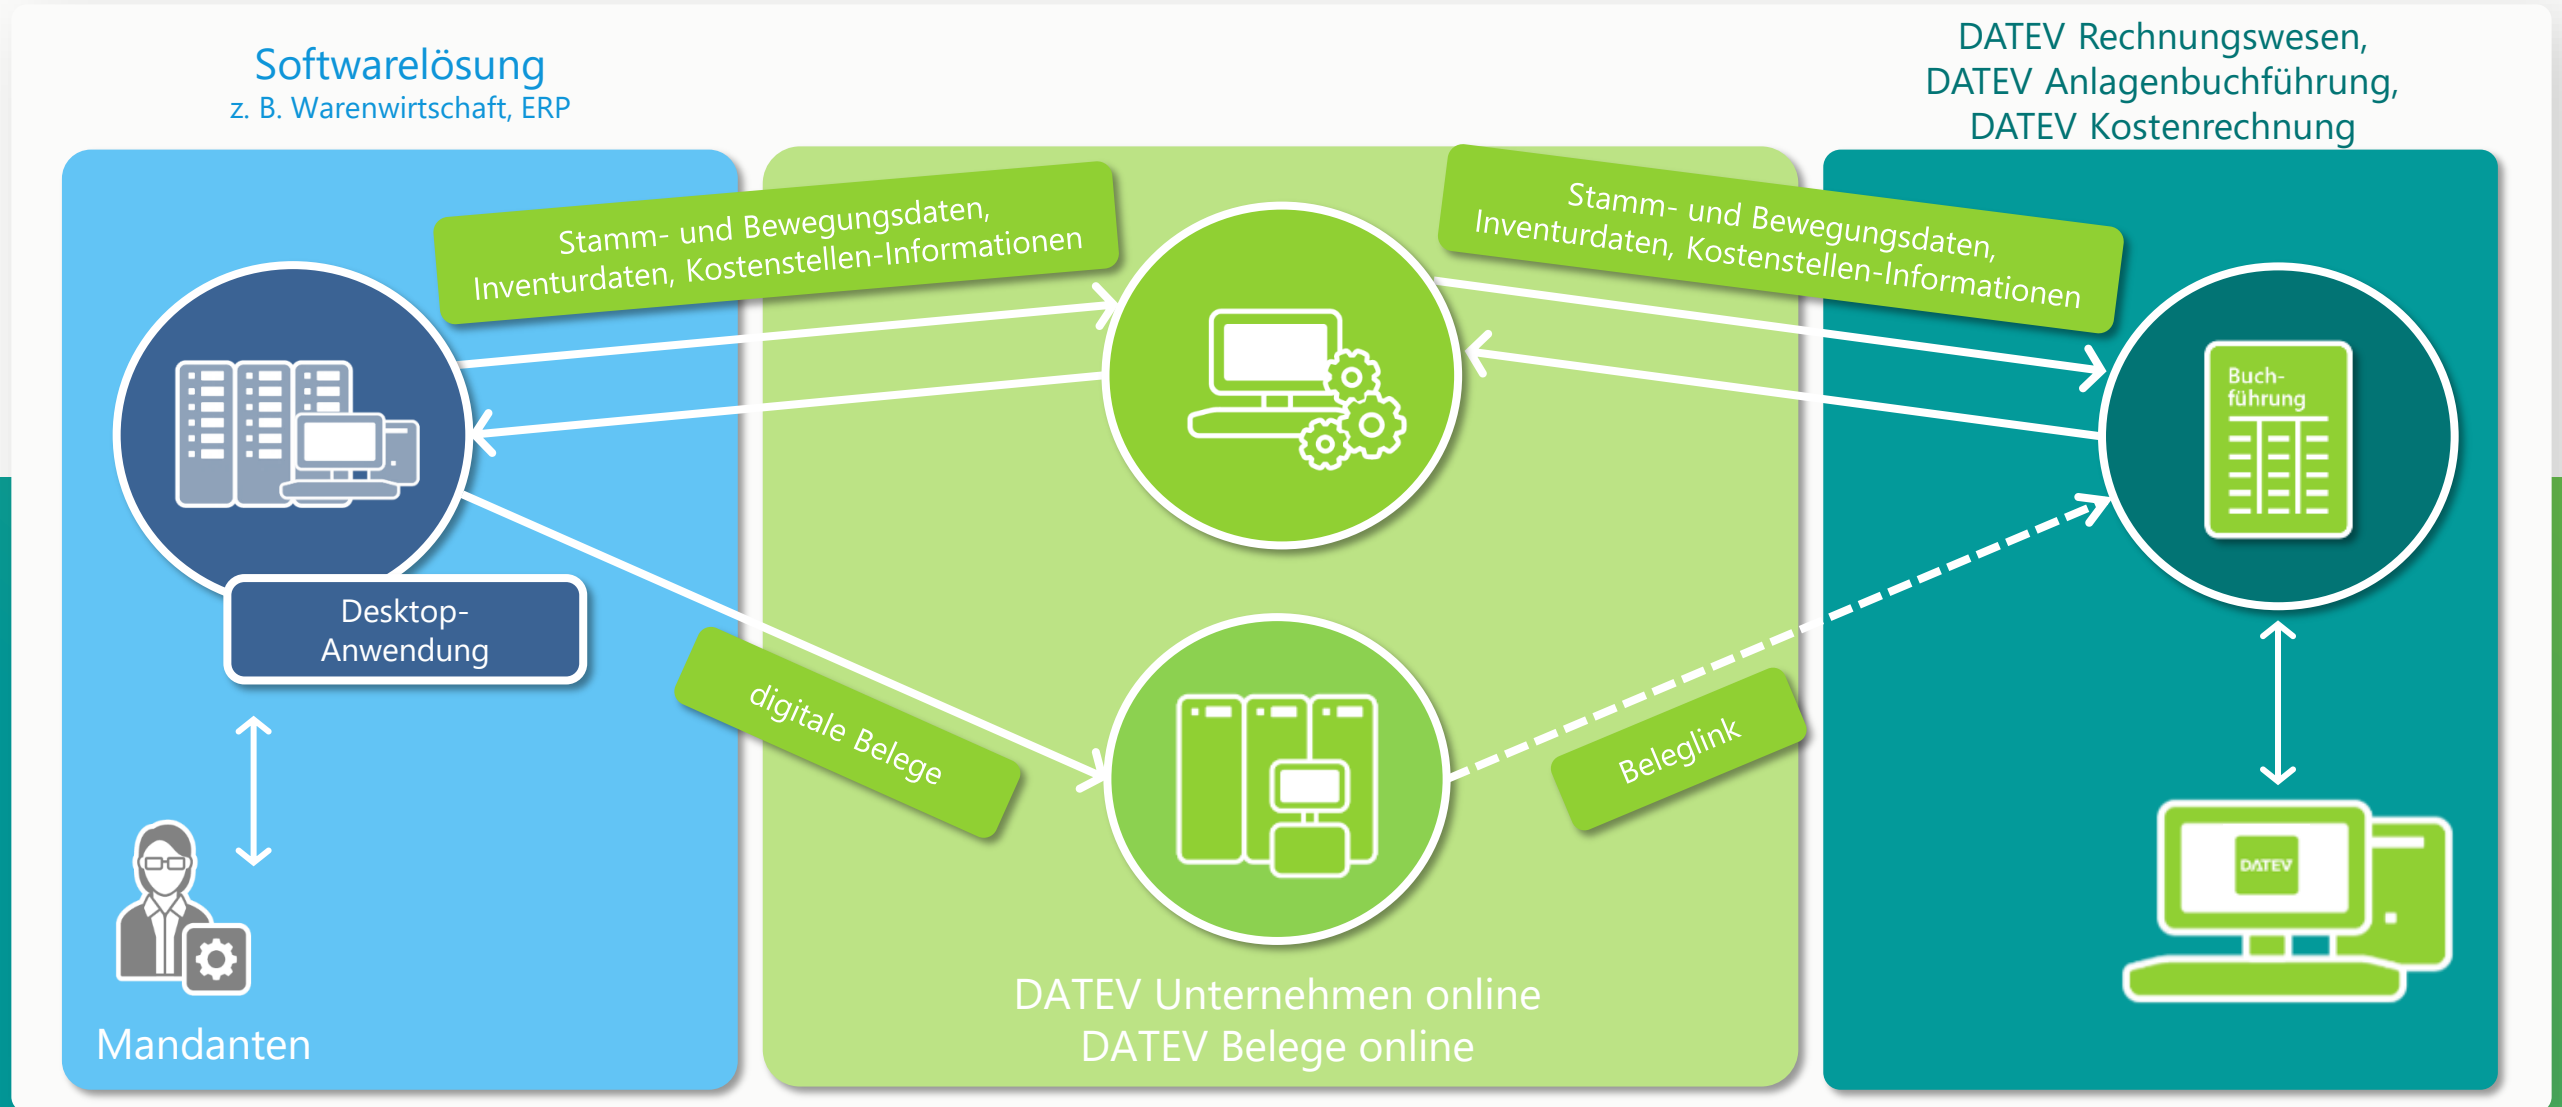 Softwarelösung
z. B. Warenwirtschaft, ERP
DATEV Rechnungswesen,
DATEV Anlagenbuchführung,
DATEV Kostenrechnung
Stamm- und Bewegungsdaten,
Inventurdaten, Kostenstellen-Informationen
Stamm- und Bewegungsdaten,
Inventurdaten, Kostenstellen-Informationen
Buch-
führung
Desktop-
Anwendung
digitale Belege
Beleglink
DATEV
Mandanten
DATEV Unternehmen online
DATEV Belege online